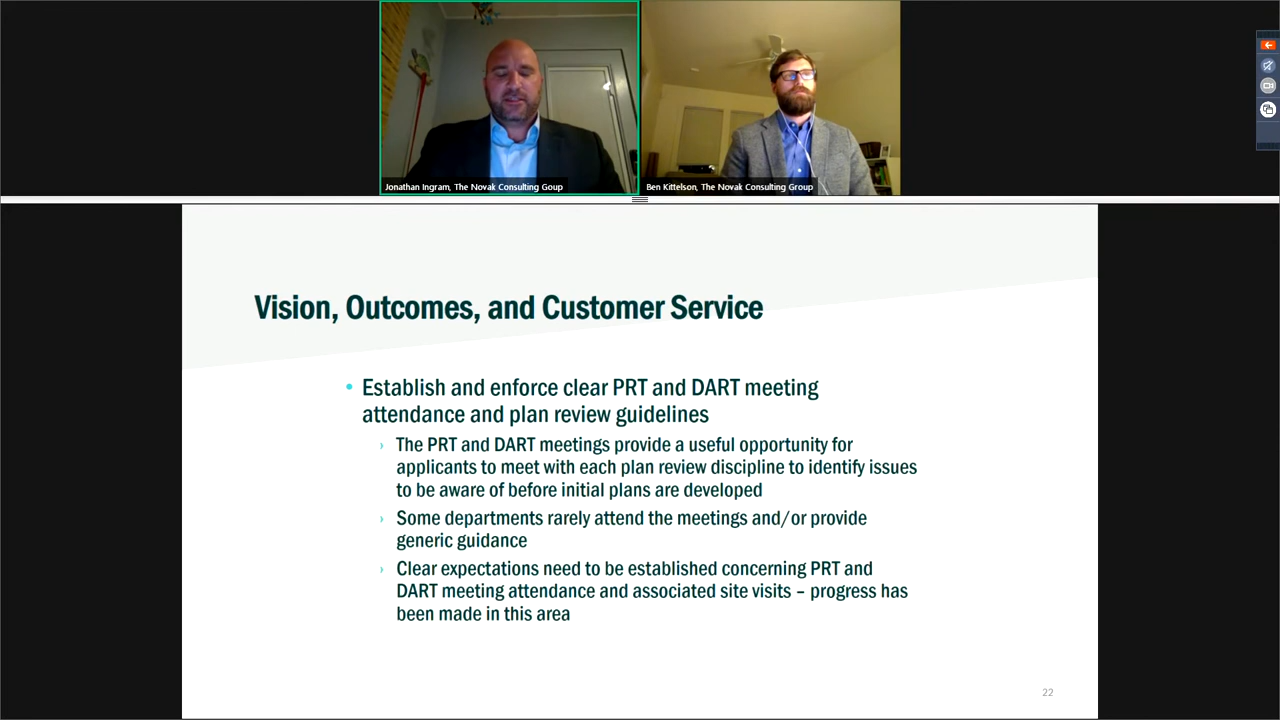 Jonathan Ingram, The Novak Consulting Goup
Ben Kittelson, The Novak Consulting Group
Vision, Outcomes, and Customer Service
• Establish and enforce clear PRT and DART meeting
attendance and plan review guidelines
› The PRT and DART meetings provide a useful opportunity for
applicants to meet with each plan review discipline to identify issues
to be aware of before initial plans are developed
› Some departments rarely attend the meetings and/or provide
generic guidance
› Clear expectations need to be established concerning PRT and
DART meeting attendance and associated site visits – progress has
been made in this area
22